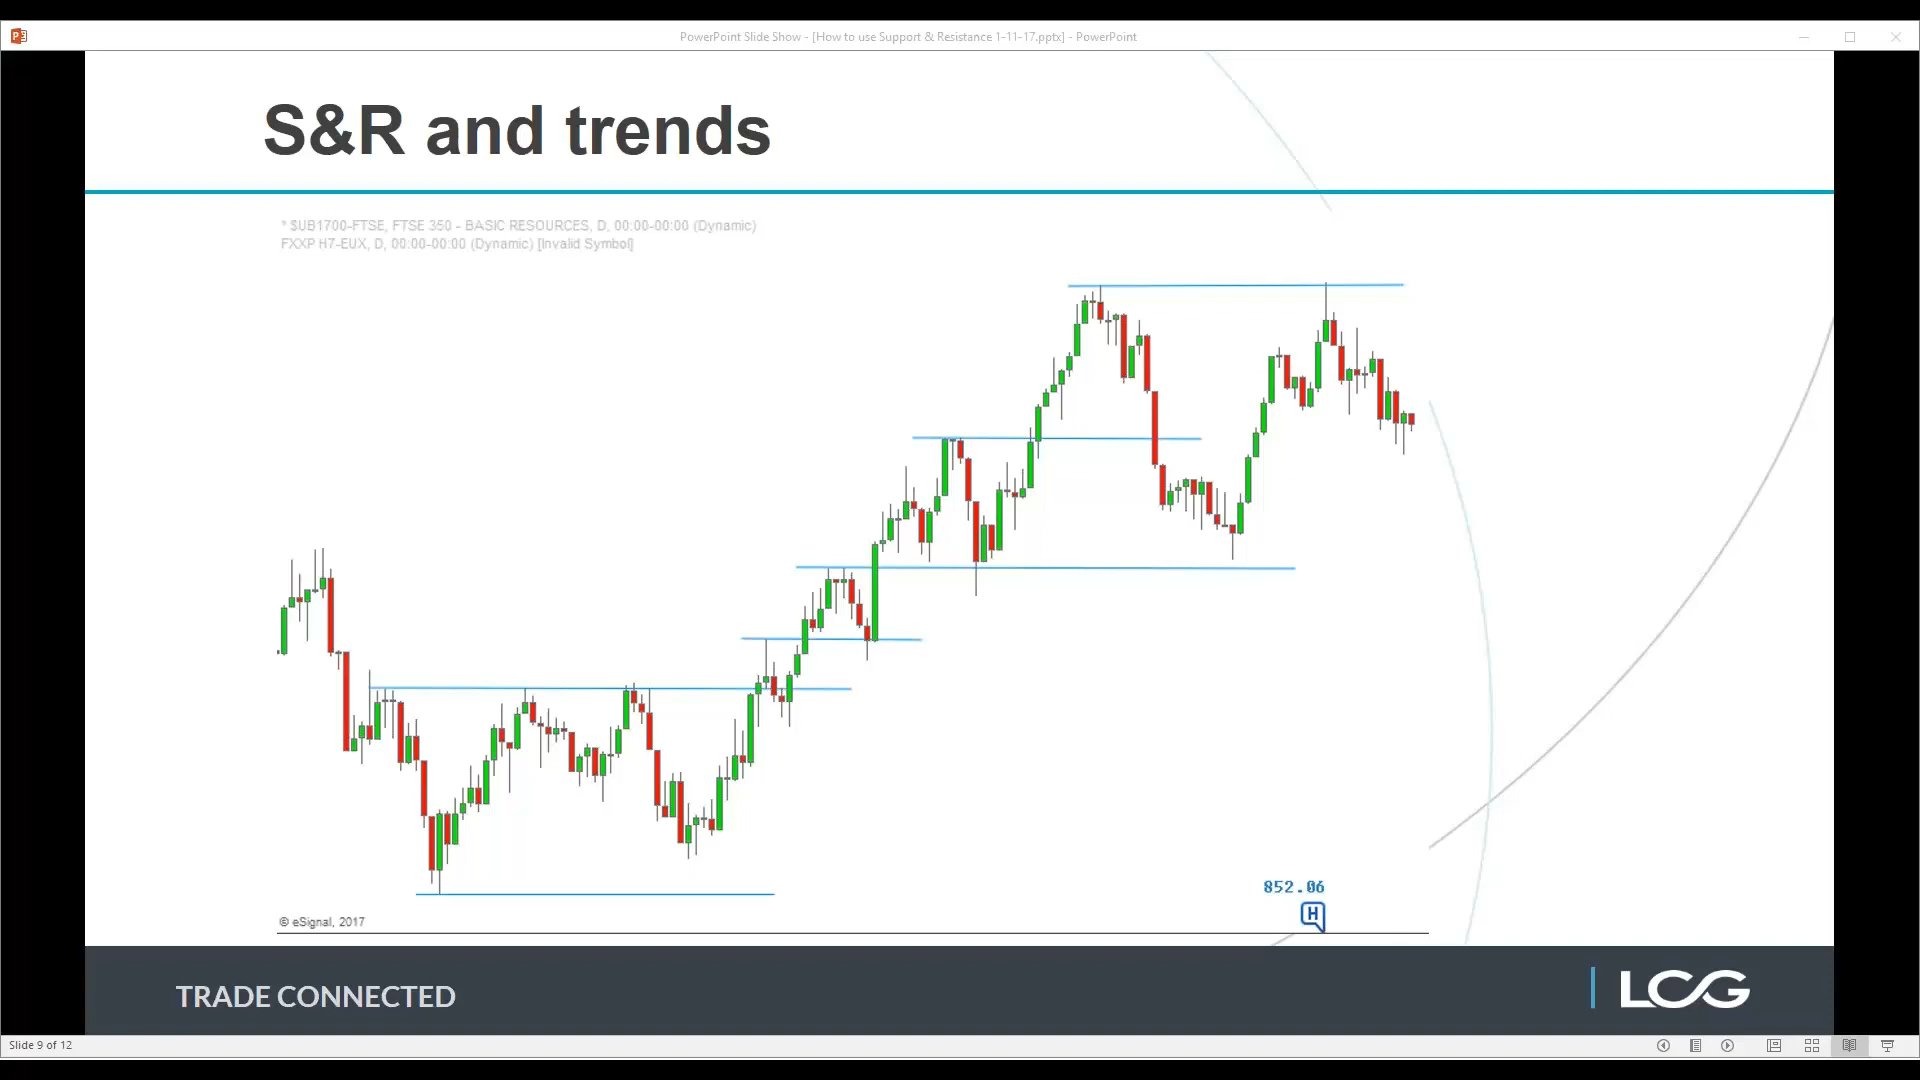 PowerPoint Slide Show - [How to use Support & Resistance 1-11-17.pptx] - PowerPoint
S&R and trends
* $UB1700-FTSE, FTSE 350 - BASIC RESOURCES, D, 00:00-00:00 (Dynamic)
FXXP H7-EUX, D, 00:00-00:00 (Dynamic) [Invalid Symbol]
852.06
H
© eSignal, 2017
TRADE CONNECTED
LCG
Slide 9 of 12